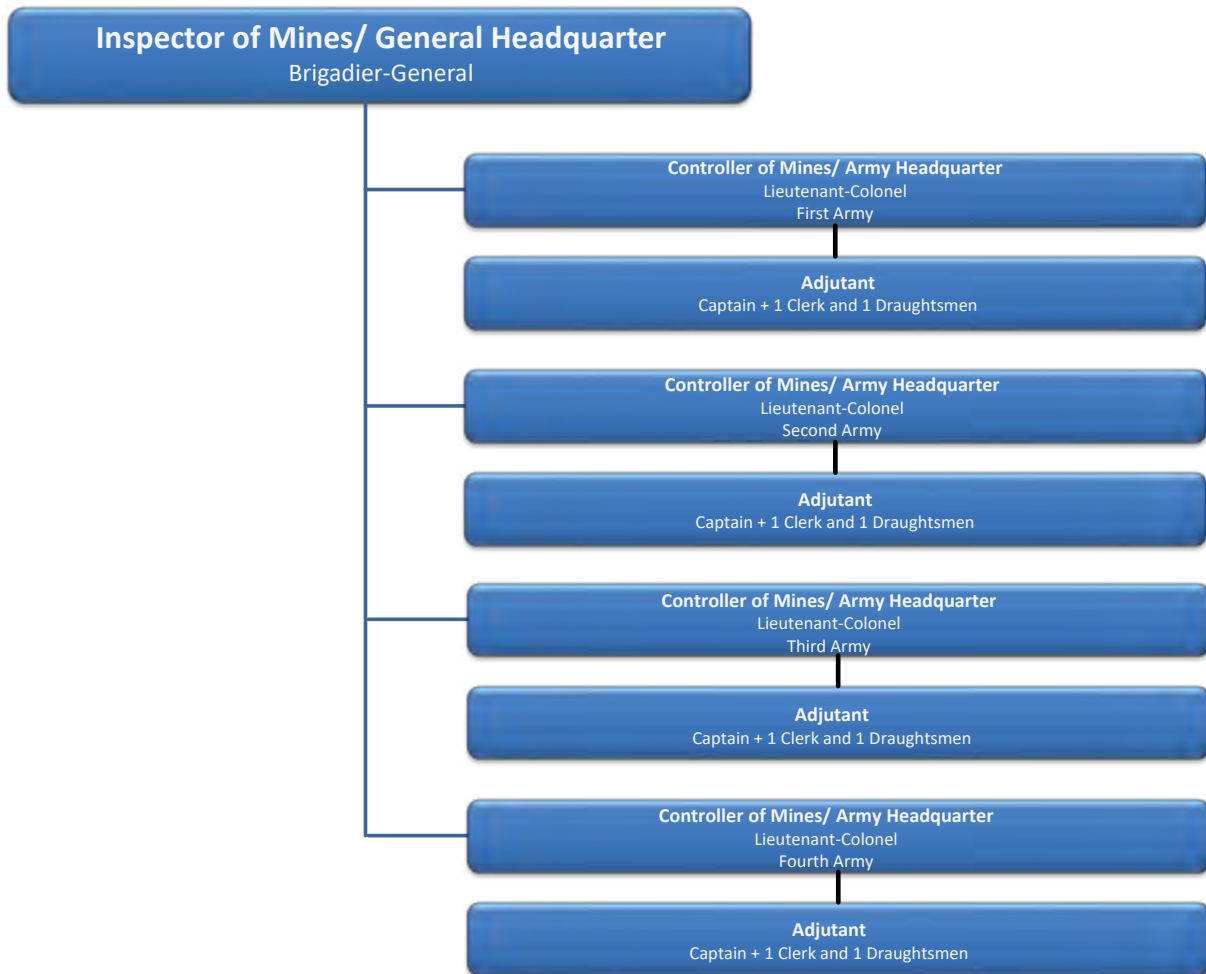 Inspector of Mines/ General Headquarter
Brigadier-General
Controller of Mines/ Army Headquarter
Lieutenant-Colonel
First Army
Adjutant
Captain + 1 Clerk and 1 Draughtsmen
Controller of Mines/ Army Headquarter
Lieutenant-Colonel
Second Army
Adjutant
Captain + 1 Clerk and 1 Draughtsmen
Controller of Mines/ Army Headquarter
Lieutenant-Colonel
Third Army
Adjutant
Captain + 1 Clerk and 1 Draughtsmen
Controller of Mines/ Army Headquarter
Lieutenant-Colonel
Fourth Army
Adjutant
Captain + 1 Clerk and 1 Draughtsmen